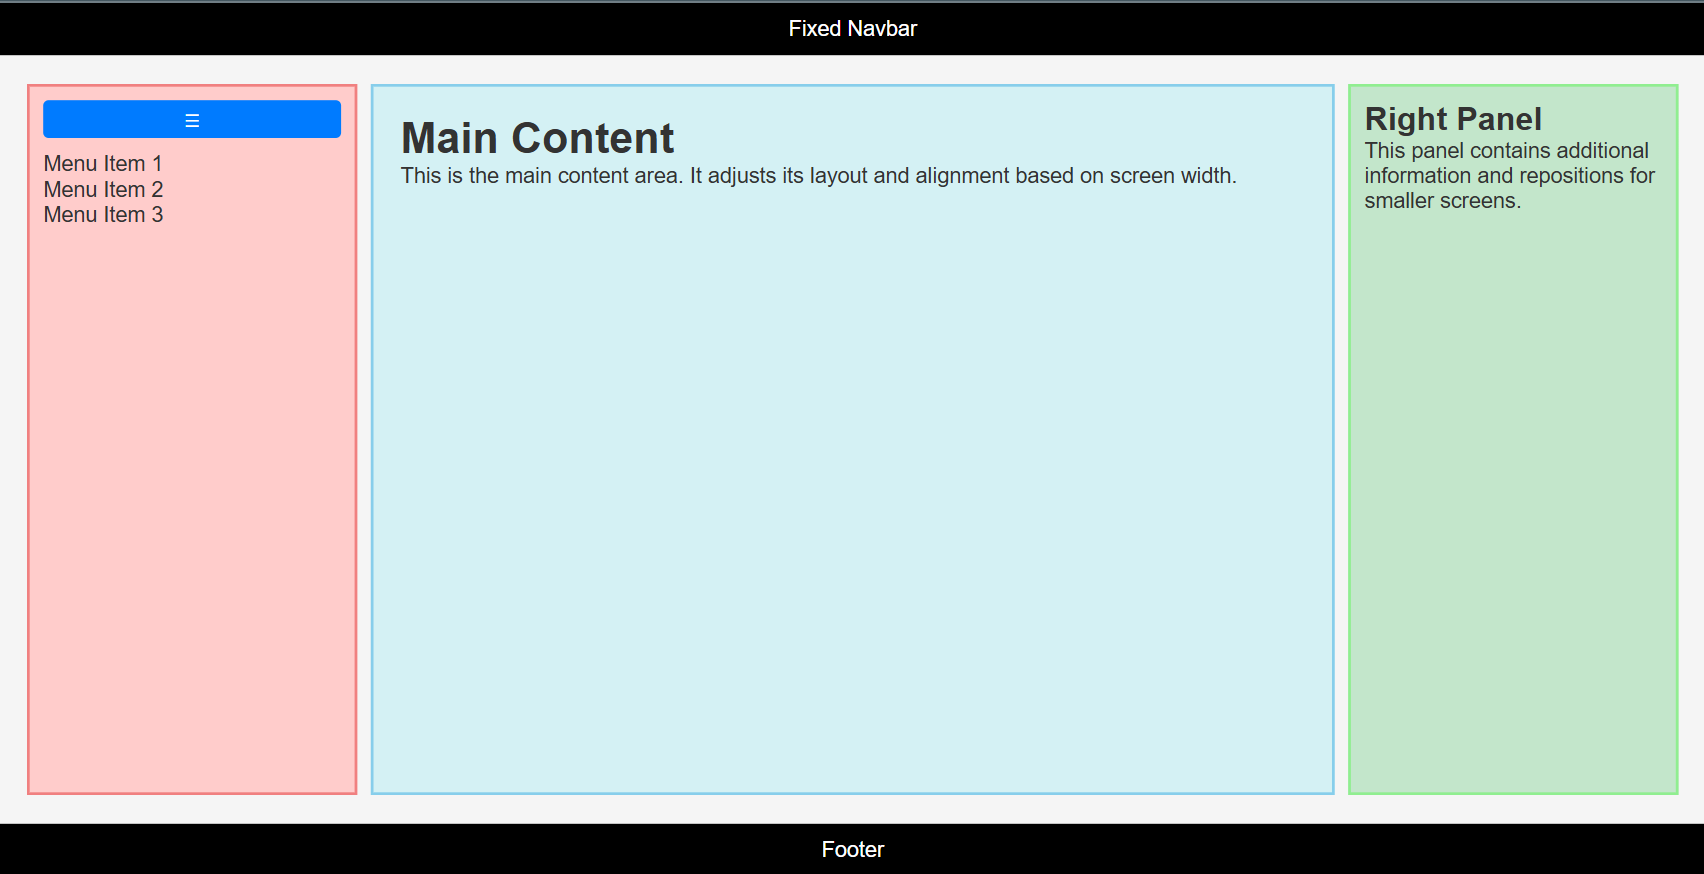 Fixed Navbar
☰
Menu Item 1
Menu Item 2
Menu Item 3
Main Content
This is the main content area. It adjusts its layout and alignment based on screen width.
Right Panel
This panel contains additional
information and repositions for
smaller screens.
Footer